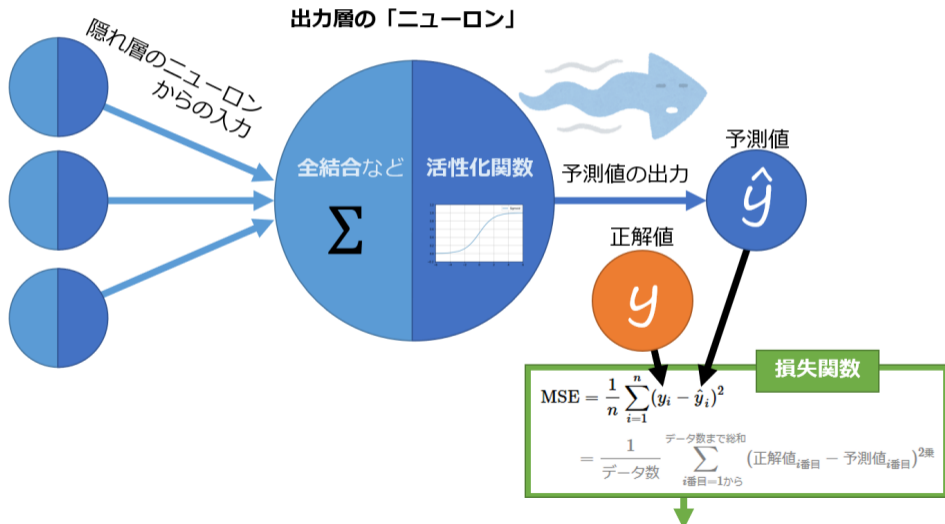 出力層の「ニューロン」
隠れ層のニューロン
からの入力
全結合など
活性化関数
Σ
予測値の出力
予測値
ŷ
正解値
y
損失関数
MSE = \frac{1}{n} \sum_{i=1}^{n} (y_i - ŷ_i)^2
= \frac{1}{データ数} \sum_{i番目=1から}^{データ数まで総和} (正解値_{i番目} - 予測値_{i番目})^{2乗}